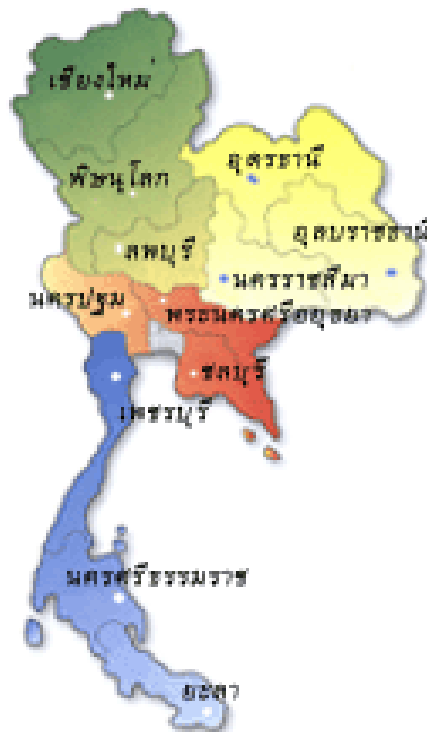 เชียงใหม่
พิษนุโลก
อุดรธานี
ลพบุรี
อุบลราชธานี
นครราชสีมา
นครปฐม
พระนครศรีอยุธยา
ชลบุรี
เพชรบุรี
นครศรีธรรมราช
ยะลา